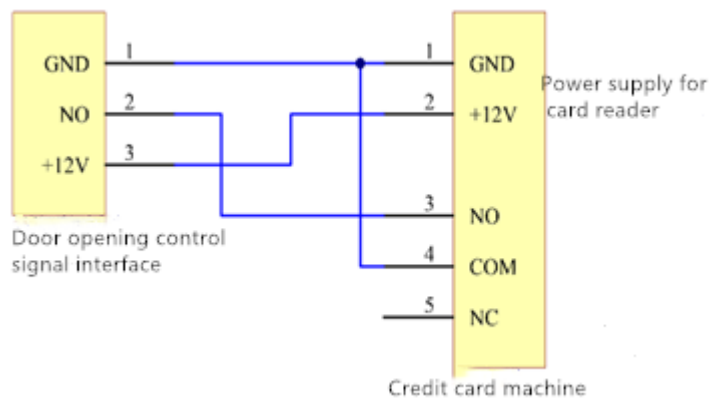 GND 1
NO 2
+12V 3
Door opening control
signal interface
1 GND
2 +12V
3 NO
4 COM
5 NC
Power supply for
card reader
Credit card machine